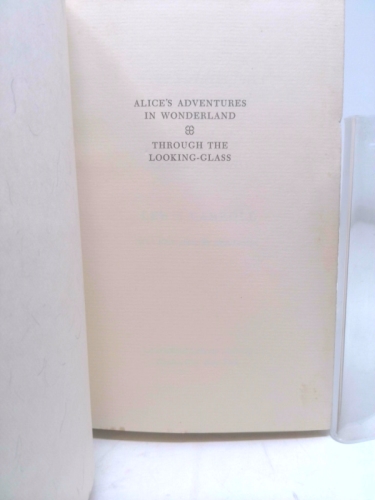 ALICE'S ADVENTURES
IN WONDERLAND
THROUGH THE
LOOKING-GLASS